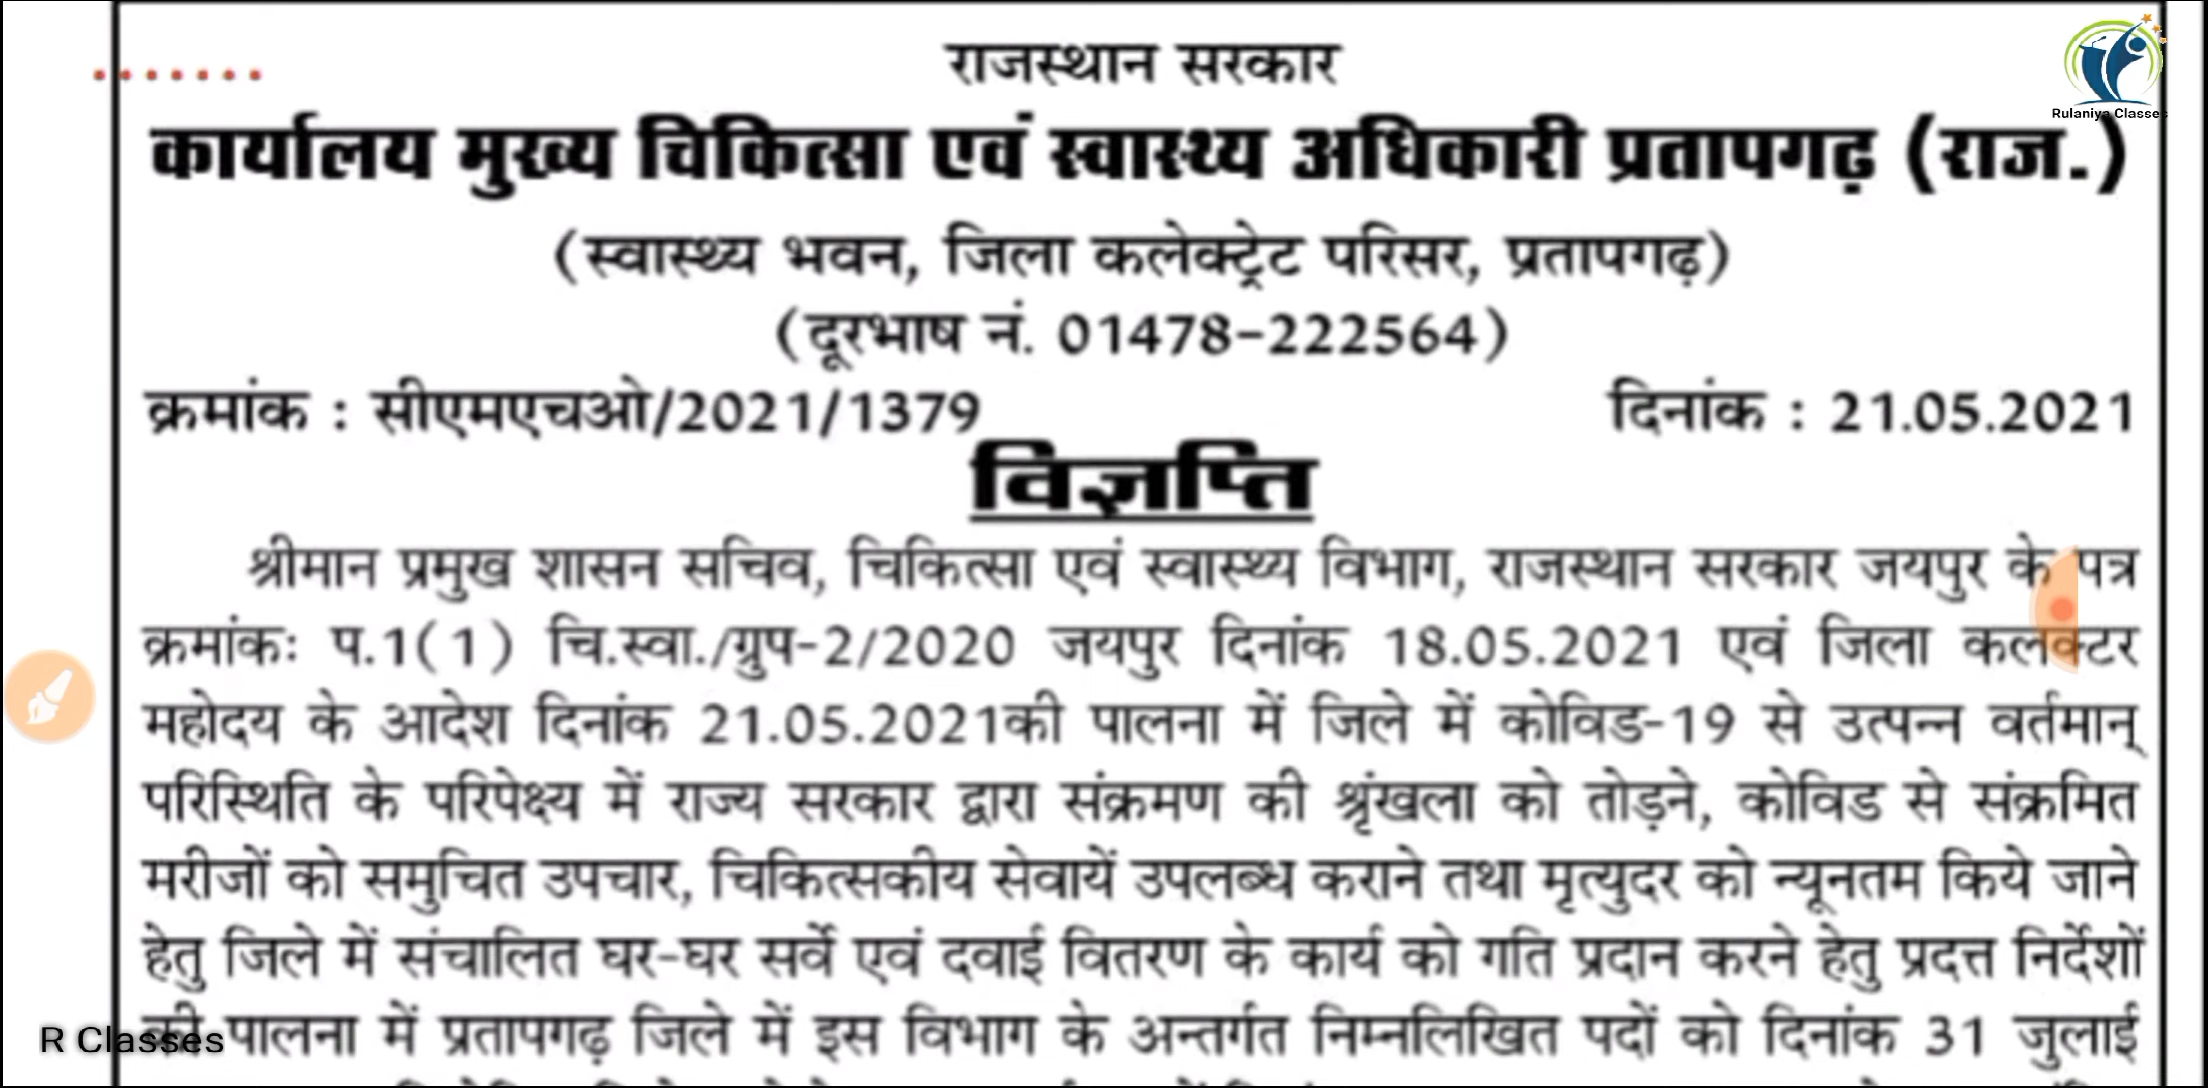 राजस्थान सरकार
Rulaniya Classes
कार्यालय मुख्य चिकित्सा एवं स्वास्थ्य अधिकारी प्रतापगढ़ (राज.)
(स्वास्थ्य भवन, जिला कलेक्ट्रेट परिसर, प्रतापगढ़)
(दूरभाष नं. 01478-222564)
क्रमांक : सीएमएचओ/2021/1379 दिनांक : 21.05.2021
विज्ञप्ति
श्रीमान प्रमुख शासन सचिव, चिकित्सा एवं स्वास्थ्य विभाग, राजस्थान सरकार जयपुर के पत्र
क्रमांकः प.1(1) चि.स्वा./ग्रुप-2/2020 जयपुर दिनांक 18.05.2021 एवं जिला कलक्टर
महोदय के आदेश दिनांक 21.05.2021की पालना में जिले में कोविड-19 से उत्पन्न वर्तमान्
परिस्थिति के परिपेक्ष्य में राज्य सरकार द्वारा संक्रमण की श्रृंखला को तोड़ने, कोविड से संक्रमित
मरीजों को समुचित उपचार, चिकित्सकीय सेवायें उपलब्ध कराने तथा मृत्युदर को न्यूनतम किये जाने
हेतु जिले में संचालित घर-घर सर्वे एवं दवाई वितरण के कार्य को गति प्रदान करने हेतु प्रदत्त निर्देशों
की पालना में प्रतापगढ़ जिले में इस विभाग के अन्तर्गत निम्नलिखित पदों को दिनांक 31 जुलाई
R Classes